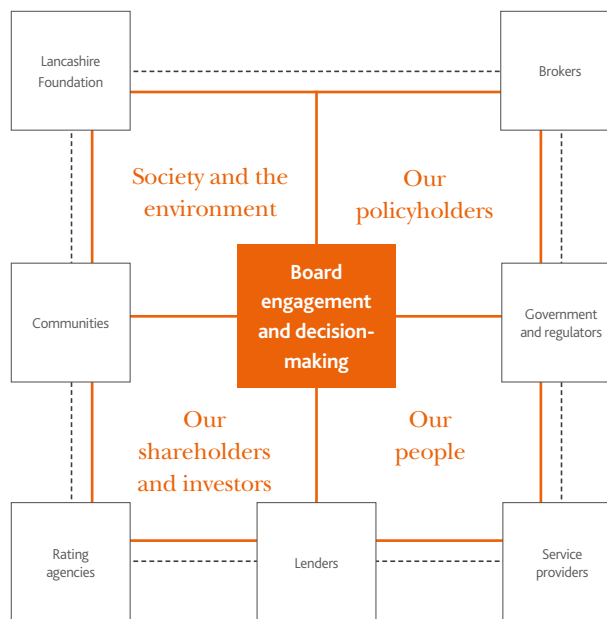 Lancashire
Foundation
Brokers
Society and the
environment
Our
policyholders
Board
engagement
and decision-
making
Communities
Government
and regulators
Our
shareholders
and investors
Our
people
Rating
agencies
Lenders
Service
providers